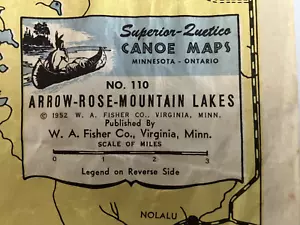 Superior-Quetico
CANOE MAPS
MINNESOTA - ONTARIO
NO. 110
ARROW-ROSE-MOUNTAIN LAKES
© 1952 W. A. FISHER CO., VIRGINIA, MINN.
Published By
W. A. Fisher Co., Virginia, Minn.
SCALE OF MILES
0 1 2 3
Legend on Reverse Side
NOLALU